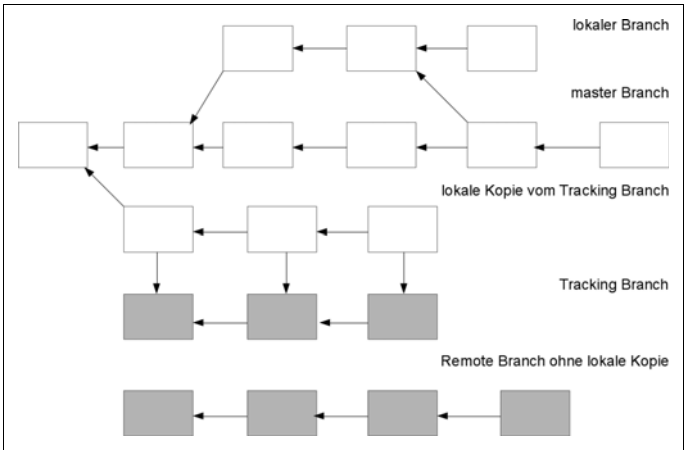 lokaler Branch
master Branch
lokale Kopie vom Tracking Branch
Tracking Branch
Remote Branch ohne lokale Kopie